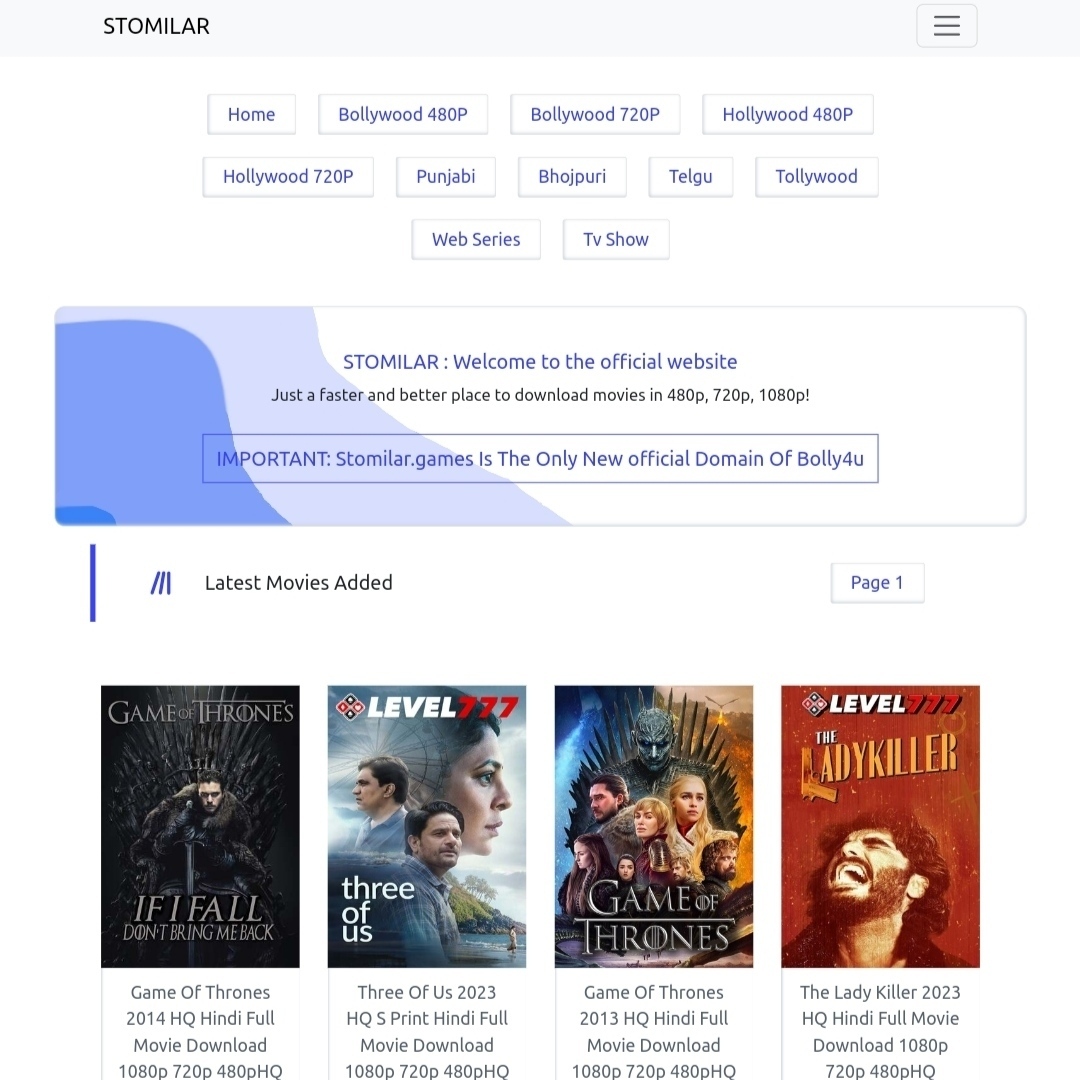 STOMILAR
Home
Bollywood 480P
Bollywood 720P
Hollywood 480P
Hollywood 720P
Punjabi
Bhojpuri
Telgu
Tollywood
Web Series
Tv Show
STOMILAR : Welcome to the official website
Just a faster and better place to download movies in 480p, 720p, 1080p!
IMPORTANT: Stomilar.games Is The Only New official Domain Of Bolly4u
Latest Movies Added
Page 1
GAME OF THRONES
IF I FALL
DON'T BRING ME BACK
Game Of Thrones
2014 HQ Hindi Full
Movie Download
1080p 720p 480pHQ
LEVEL777
three
of
us
Three Of Us 2023
HQ S Print Hindi Full
Movie Download
1080p 720p 480pHQ
GAME OF
THRONES
Game Of Thrones
2013 HQ Hindi Full
Movie Download
1080p 720p 480pHQ
LEVEL777
THE
LADYKILLER
The Lady Killer 2023
HQ Hindi Full Movie
Download 1080p
720p 480pHQ